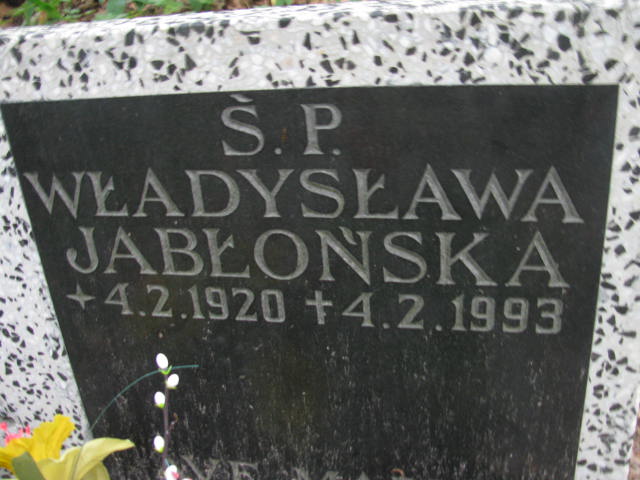 Ś.P.
WŁADYSŁAWA
JABŁOŃSKA
4.2.1920 4.2.1993